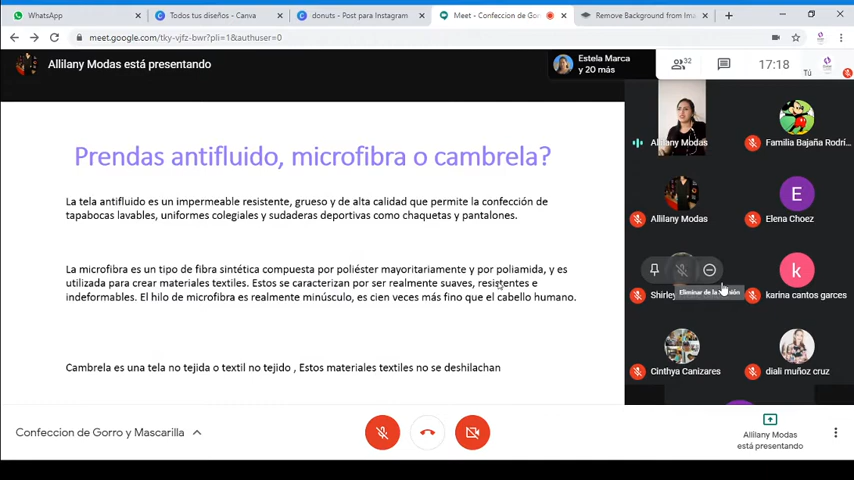 WhatsApp
Todos tus diseños - Canva
donuts - Post para Instagram
Meet - Confeccion de Go
Remove Background from Ima
meet.google.com/tky-vjfz-bwr?pli=1&authuser=0
Allilany Modas está presentando
Estela Marca
y 20 más
32
17:18
Tú
Prendas antifluido, microfibra o cambrela?
La tela antifluido es un impermeable resistente, grueso y de alta calidad que permite la confección de
tapabocas lavables, uniformes colegiales y sudaderas deportivas como chaquetas y pantalones.
La microfibra es un tipo de fibra sintética compuesta por poliéster mayoritariamente y por poliamida, y es
utilizada para crear materiales textiles. Estos se caracterizan por ser realmente suaves, resistentes e
indeformables. El hilo de microfibra es realmente minúsculo, es cien veces más fino que el cabello humano.
Cambrela es una tela no tejida o textil no tejido , Estos materiales textiles no se deshilachan
Allilany Modas
Familia Bajaña Rodrí...
Allilany Modas
E
Elena Choez
k
Shirley
Eliminar de la
karina cantos garces
Cinthya Canizares
diali muñoz cruz
Confeccion de Gorro y Mascarilla
Allilany Modas
está presentando